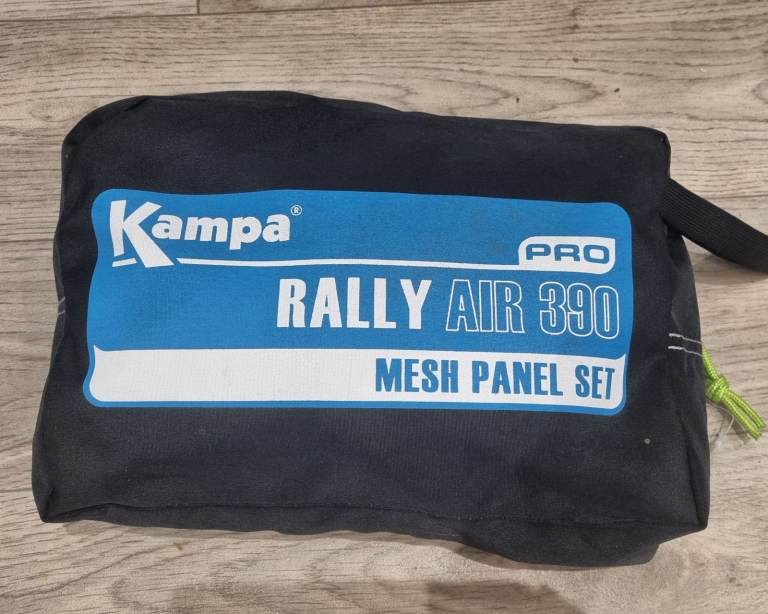 Kampa®
PRO
RALLY AIR 390
MESH PANEL SET